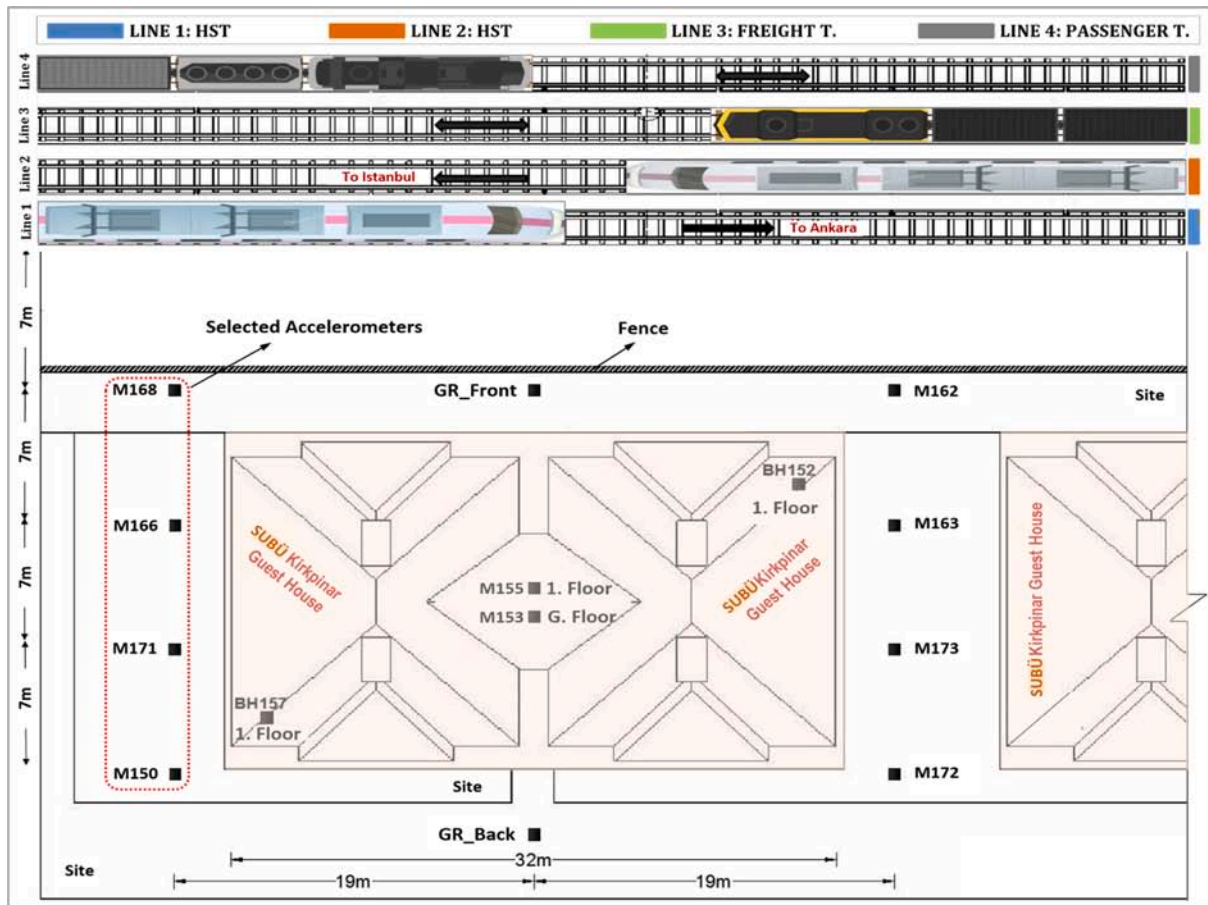 LINE 1: HST
LINE 2: HST
LINE 3: FREIGHT T.
LINE 4: PASSENGER T.
Line 4
Line 3
Line 2
To Istanbul
Line 1
To Ankara
7m
Selected Accelerometers
Fence
M168
GR_Front
M162
Site
7m
BH152
1. Floor
M166
M163
SUBÜ Kirkpinar
Guest House
SUBÜ Kirkpinar
Guest House
SUBÜ Kirkpinar Guest House
7m
M155
1. Floor
M153
G. Floor
M171
M173
7m
BH157
1. Floor
M150
Site
M172
GR_Back
32m
Site
19m
19m